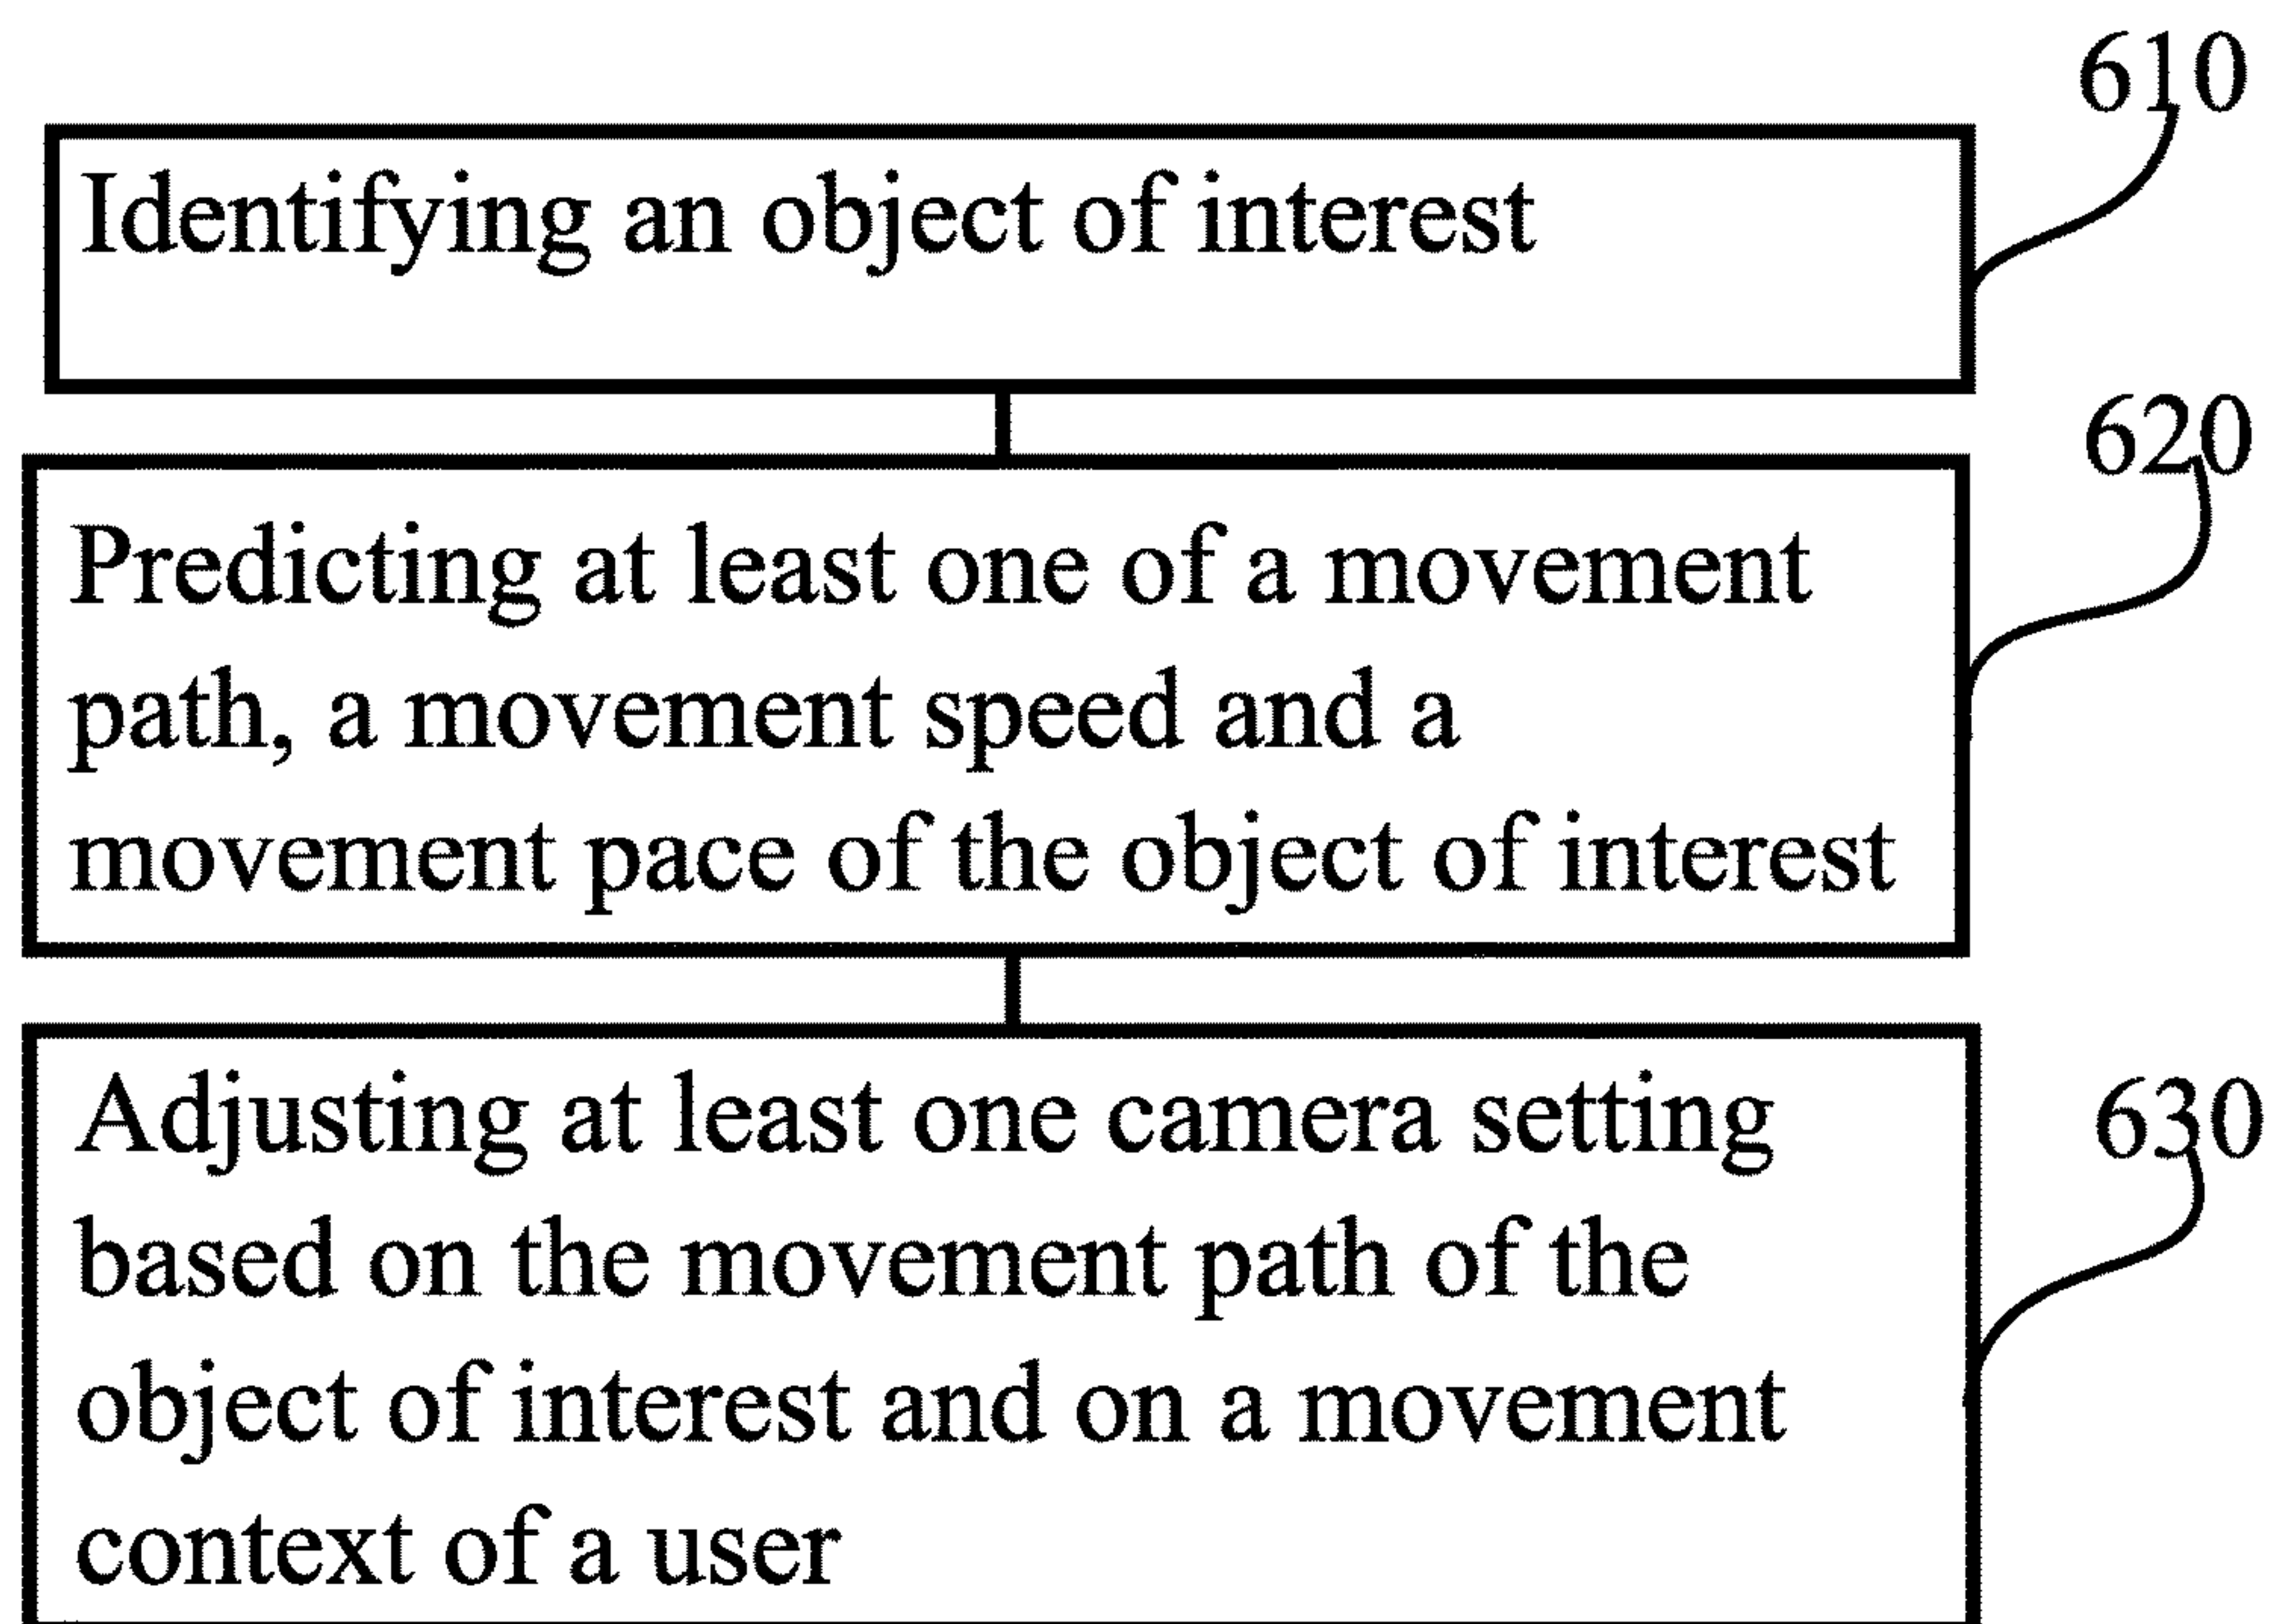 610
Identifying an object of interest
620
Predicting at least one of a movement
path, a movement speed and a
movement pace of the object of interest
630
Adjusting at least one camera setting
based on the movement path of the
object of interest and on a movement
context of a user